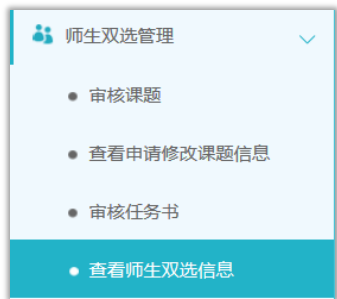 师生双选管理
审核课题
查看申请修改课题信息
审核任务书
查看师生双选信息